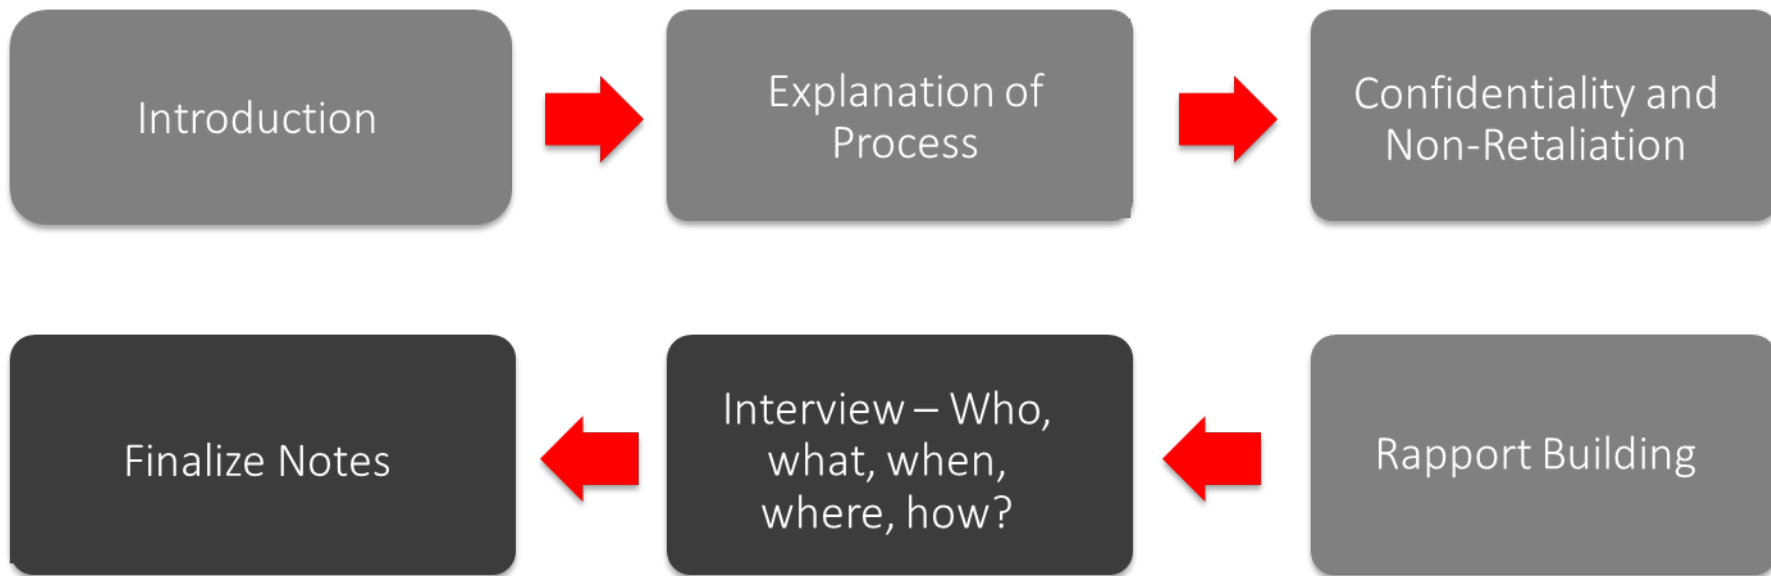 Introduction
Explanation of
Process
Confidentiality and
Non-Retaliation
Rapport Building
Interview – Who,
what, when,
where, how?
Finalize Notes